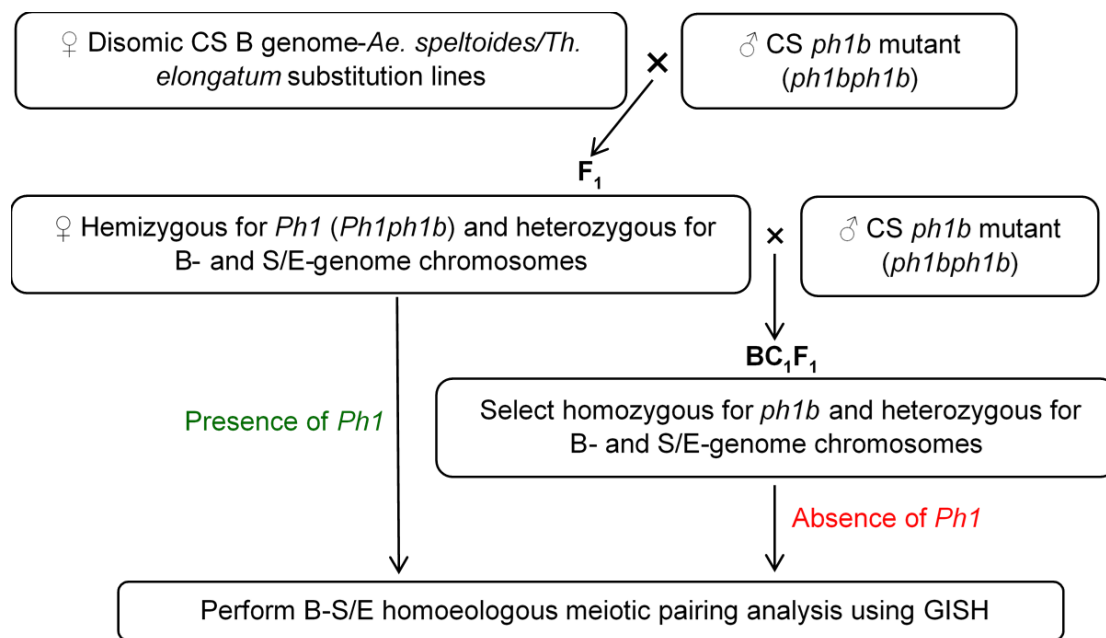 ♀ Disomic CS B genome-Ae. speltoides/Th.
elongatum substitution lines
×
♂ CS ph1b mutant
(ph1bph1b)
F₁
♀ Hemizygous for Ph1 (Ph1ph1b) and heterozygous for
B- and S/E-genome chromosomes
×
♂ CS ph1b mutant
(ph1bph1b)
BC₁F₁
Presence of Ph1
Select homozygous for ph1b and heterozygous for
B- and S/E-genome chromosomes
Absence of Ph1
Perform B-S/E homoeologous meiotic pairing analysis using GISH